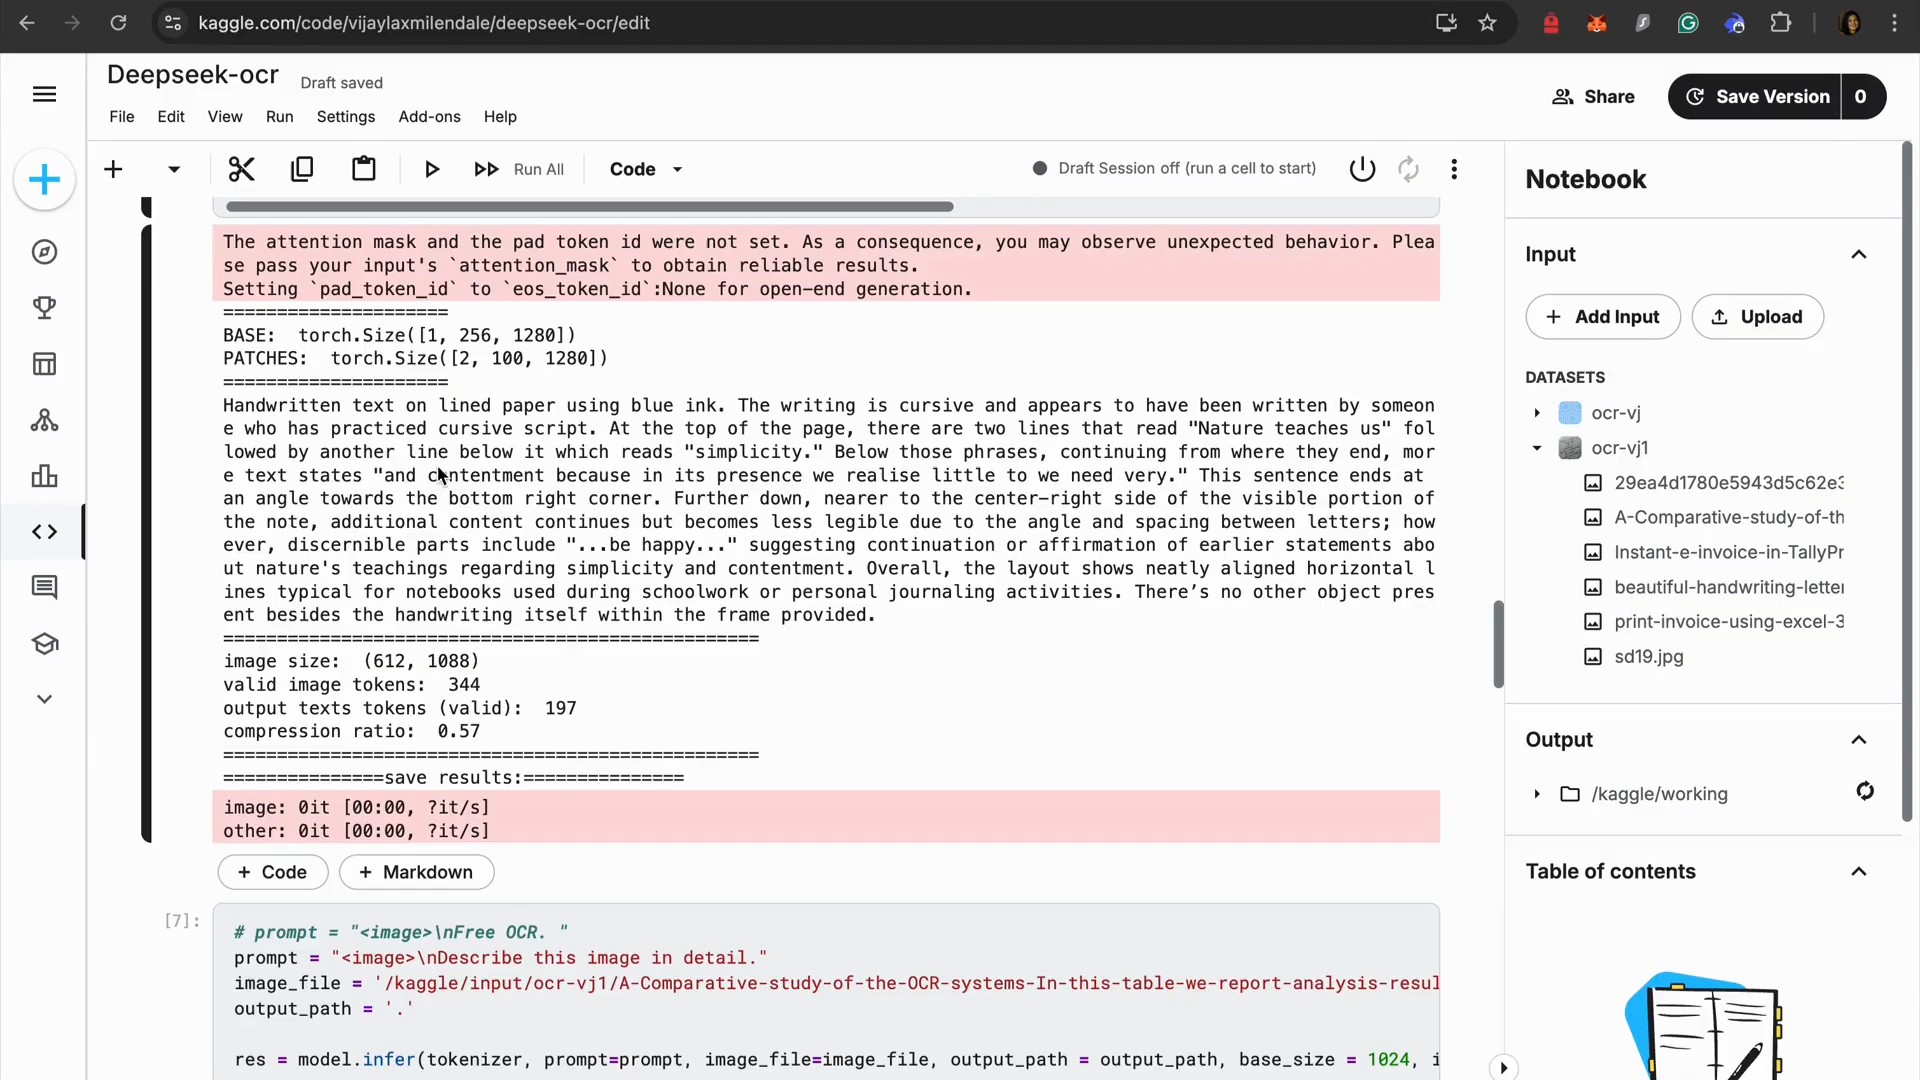 kaggle.com/code/vijaylaxmilendale/deepseek-ocr/edit
Deepseek-ocr
Draft saved
File Edit View Run Settings Add-ons Help
Share
Save Version 0
Run All
Code
Draft Session off (run a cell to start)
The attention mask and the pad token id were not set. As a consequence, you may observe unexpected behavior. Plea
se pass your input's `attention_mask` to obtain reliable results.
Setting `pad_token_id` to `eos_token_id`:None for open-end generation.
=====================
BASE:  torch.Size([1, 256, 1280])
PATCHES:  torch.Size([2, 100, 1280])
=====================
Handwritten text on lined paper using blue ink. The writing is cursive and appears to have been written by someon
e who has practiced cursive script. At the top of the page, there are two lines that read "Nature teaches us" fol
lowed by another line below it which reads "simplicity." Below those phrases, continuing from where they end, mor
e text states "and contentment because in its presence we realise little to we need very." This sentence ends at
an angle towards the bottom right corner. Further down, nearer to the center-right side of the visible portion of
the note, additional content continues but becomes less legible due to the angle and spacing between letters; how
ever, discernible parts include "...be happy..." suggesting continuation or affirmation of earlier statements abo
ut nature's teachings regarding simplicity and contentment. Overall, the layout shows neatly aligned horizontal l
ines typical for notebooks used during schoolwork or personal journaling activities. There’s no other object pres
ent besides the handwriting itself within the frame provided.
==================================================
image size:  (612, 1088)
valid image tokens:  344
output texts tokens (valid):  197
compression ratio:  0.57
==================================================
===============save results:===============
image: 0it [00:00, ?it/s]
other: 0it [00:00, ?it/s]
+ Code + Markdown
[7]:
# prompt = "<image>\nFree OCR. "
prompt = "<image>\nDescribe this image in detail."
image_file = '/kaggle/input/ocr-vj1/A-Comparative-study-of-the-OCR-systems-In-this-table-we-report-analysis-resul
output_path = '.'
res = model.infer(tokenizer, prompt=prompt, image_file=image_file, output_path = output_path, base_size = 1024, i
Notebook
Input
+ Add Input
Upload
DATASETS
ocr-vj
ocr-vj1
29ea4d1780e5943d5c62e3
A-Comparative-study-of-th
Instant-e-invoice-in-TallyPr
beautiful-handwriting-letter
print-invoice-using-excel-3
sd19.jpg
Output
/kaggle/working
Table of contents